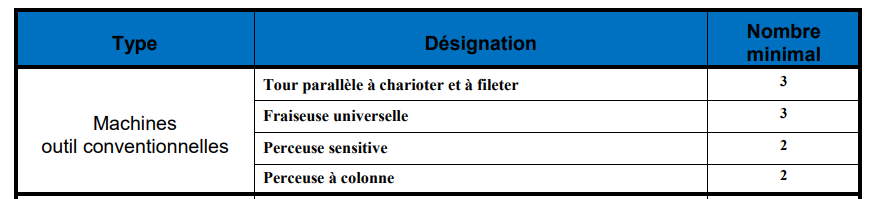 Type
Désignation
Nombre
minimal
Machines
outil conventionnelles
Tour parallèle à charioter et à fileter
3
Fraiseuse universelle
3
Perceuse sensitive
2
Perceuse à colonne
2